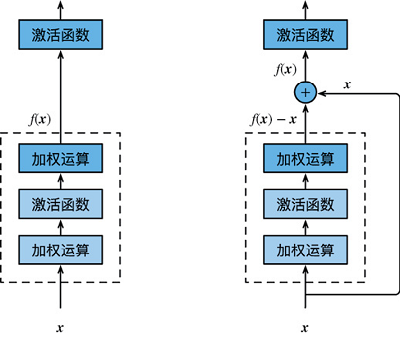 激活函数
f(x)
加权运算
激活函数
加权运算
x
激活函数
f(x)
+
x
f(x) − x
加权运算
激活函数
加权运算
x